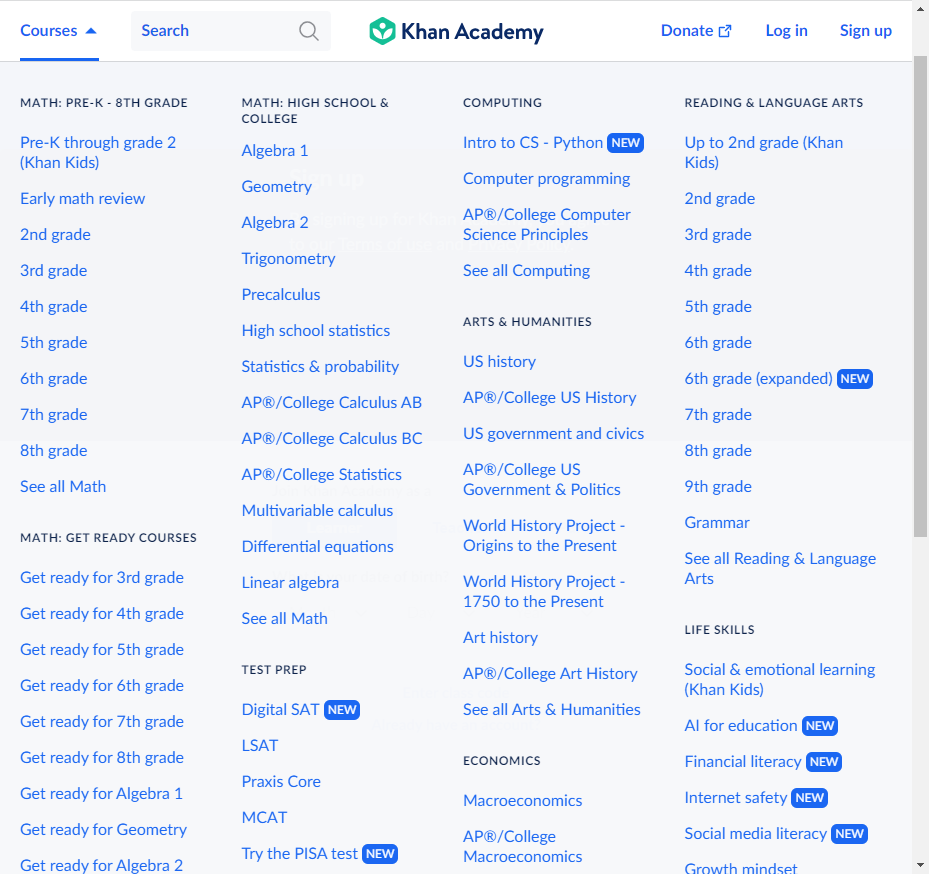 Courses
Search
Khan Academy
Donate
Log in
Sign up
MATH: PRE-K - 8TH GRADE
Pre-K through grade 2
(Khan Kids)
Early math review
2nd grade
3rd grade
4th grade
5th grade
6th grade
7th grade
8th grade
See all Math
MATH: GET READY COURSES
Get ready for 3rd grade
Get ready for 4th grade
Get ready for 5th grade
Get ready for 6th grade
Get ready for 7th grade
Get ready for 8th grade
Get ready for Algebra 1
Get ready for Geometry
Get ready for Algebra 2
MATH: HIGH SCHOOL &
COLLEGE
Algebra 1
Geometry
Algebra 2
Trigonometry
Precalculus
High school statistics
Statistics & probability
AP®/College Calculus AB
AP®/College Calculus BC
AP®/College Statistics
Multivariable calculus
Differential equations
Linear algebra
See all Math
TEST PREP
Digital SAT NEW
LSAT
Praxis Core
MCAT
Try the PISA test NEW
COMPUTING
Intro to CS - Python NEW
Computer programming
AP®/College Computer
Science Principles
See all Computing
ARTS & HUMANITIES
US history
AP®/College US History
US government and civics
AP®/College US
Government & Politics
World History Project -
Origins to the Present
World History Project -
1750 to the Present
Art history
AP®/College Art History
See all Arts & Humanities
ECONOMICS
Macroeconomics
AP®/College
Macroeconomics
READING & LANGUAGE ARTS
Up to 2nd grade (Khan
Kids)
2nd grade
3rd grade
4th grade
5th grade
6th grade
6th grade (expanded) NEW
7th grade
8th grade
9th grade
Grammar
See all Reading & Language
Arts
LIFE SKILLS
Social & emotional learning
(Khan Kids)
AI for education NEW
Financial literacy NEW
Internet safety NEW
Social media literacy NEW
Growth mindset